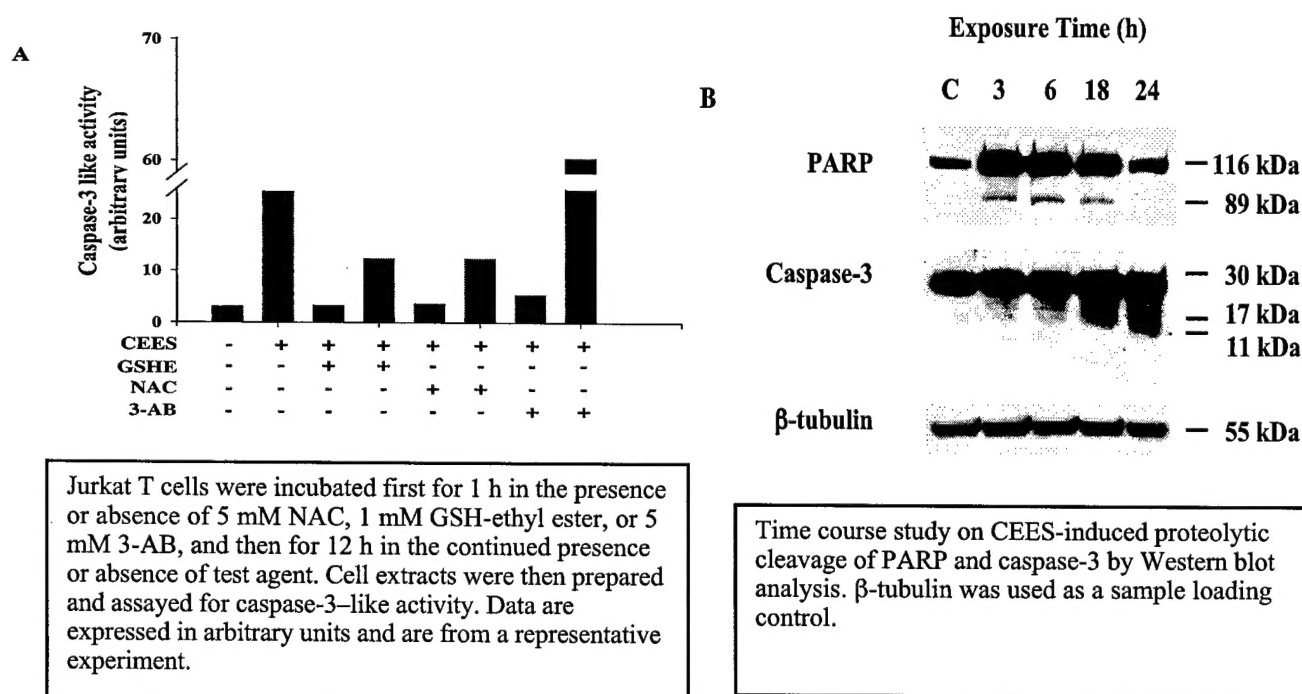 A
70
60
20
10
0
Caspase-3 like activity
(arbitrary units)
CEES - + + + + + + +
GSHE - - + + - - - -
NAC - - - - + + - -
3-AB - - - - - - + +
Jurkat T cells were incubated first for 1 h in the presence
or absence of 5 mM NAC, 1 mM GSH-ethyl ester, or 5
mM 3-AB, and then for 12 h in the continued presence
or absence of test agent. Cell extracts were then prepared
and assayed for caspase-3–like activity. Data are
expressed in arbitrary units and are from a representative
experiment.
B
Exposure Time (h)
C 3 6 18 24
PARP
116 kDa
89 kDa
Caspase-3
30 kDa
17 kDa
11 kDa
β-tubulin
55 kDa
Time course study on CEES-induced proteolytic
cleavage of PARP and caspase-3 by Western blot
analysis. β-tubulin was used as a sample loading
control.